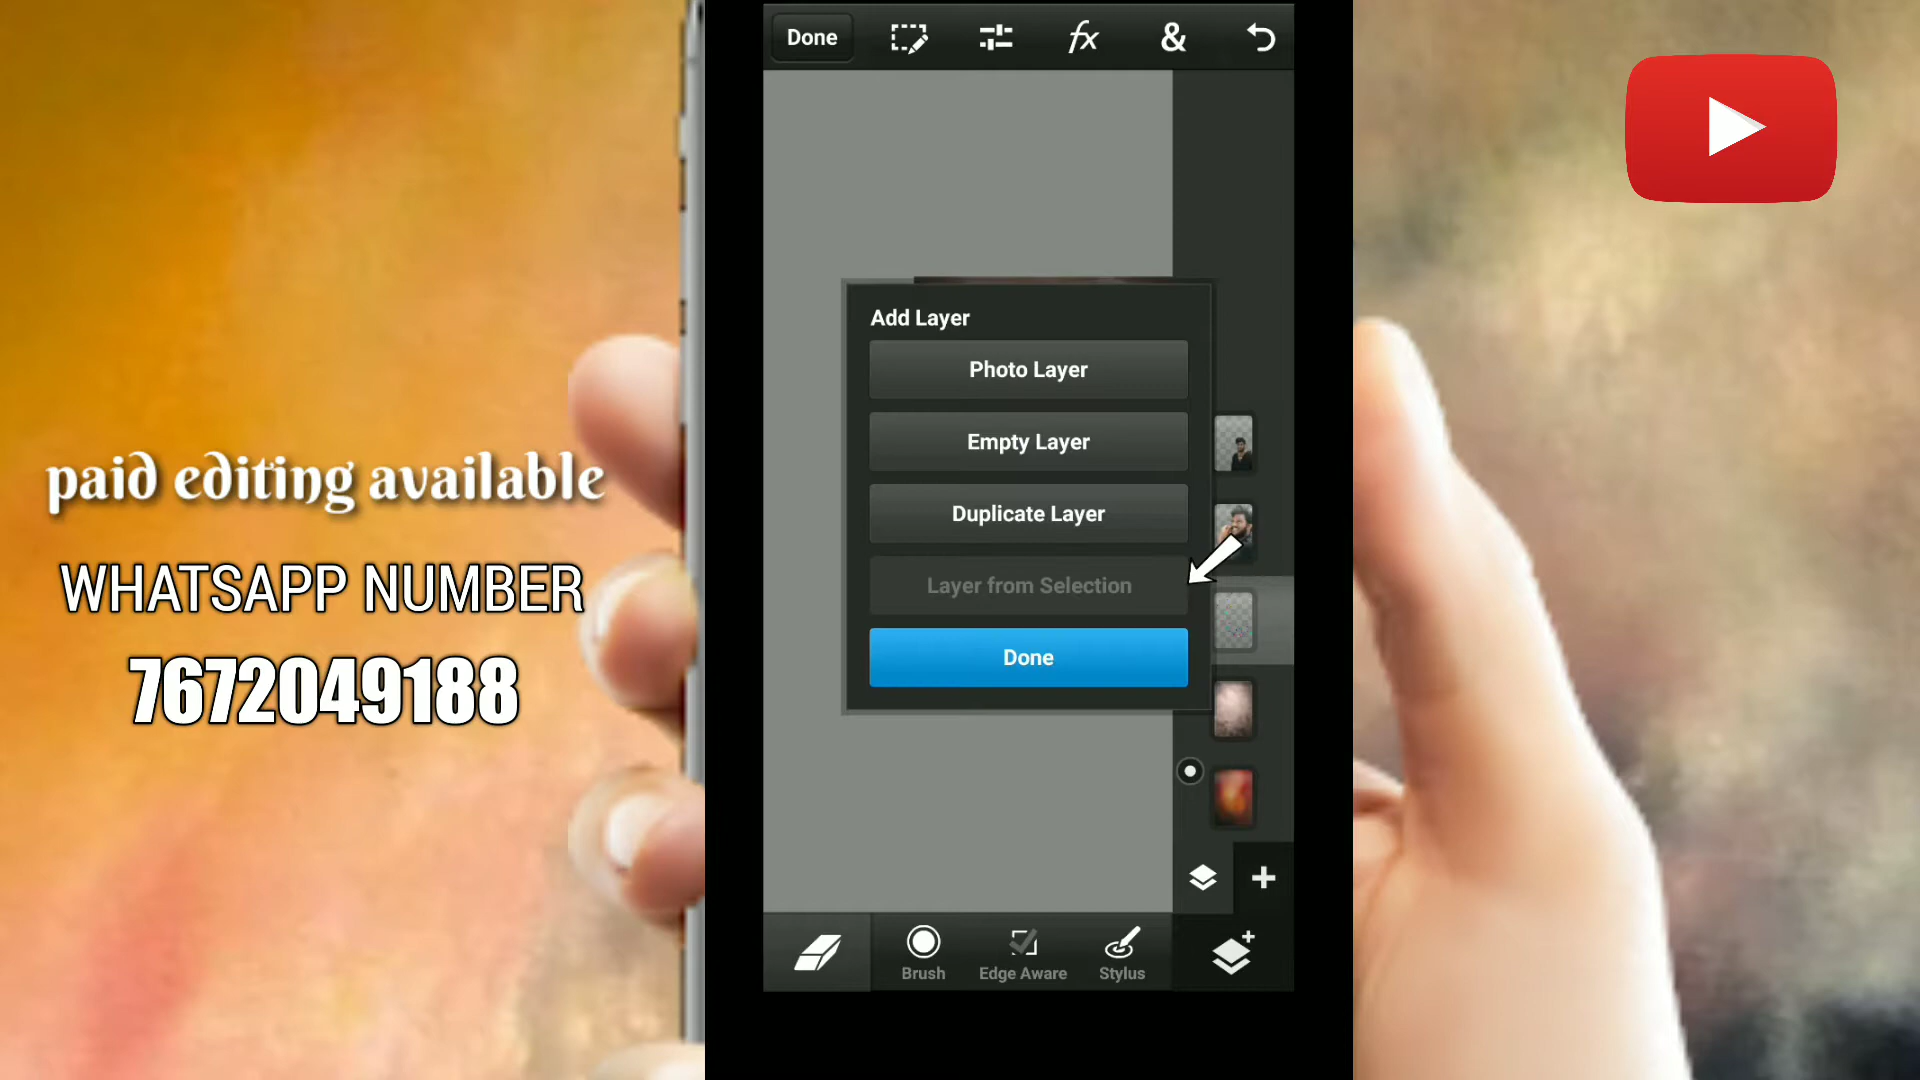 Done
fx
&
Add Layer
Photo Layer
Empty Layer
Duplicate Layer
Layer from Selection
Done
Brush
Edge Aware
Stylus
paid editing available
WHATSAPP NUMBER
7672049188